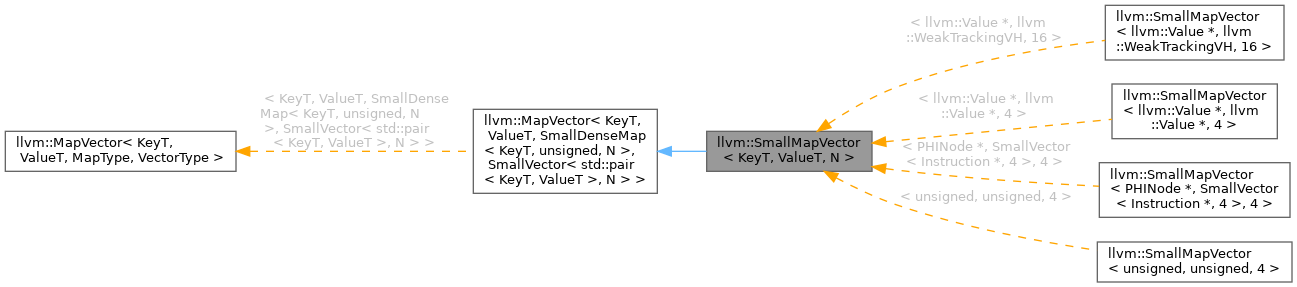 llvm::MapVector< KeyT,
ValueT, MapType, VectorType >
< KeyT, ValueT, SmallDense
Map< KeyT, unsigned, N
>, SmallVector< std::pair
< KeyT, ValueT >, N > >
llvm::MapVector< KeyT,
ValueT, SmallDenseMap
< KeyT, unsigned, N >,
SmallVector< std::pair
< KeyT, ValueT >, N > >
llvm::SmallMapVector
< KeyT, ValueT, N >
< llvm::Value *, llvm
::WeakTrackingVH, 16 >
llvm::SmallMapVector
< llvm::Value *, llvm
::WeakTrackingVH, 16 >
< llvm::Value *, llvm
::Value *, 4 >
llvm::SmallMapVector
< llvm::Value *, llvm
::Value *, 4 >
< PHINode *, SmallVector
< Instruction *, 4 >, 4 >
llvm::SmallMapVector
< PHINode *, SmallVector
< Instruction *, 4 >, 4 >
< unsigned, unsigned, 4 >
llvm::SmallMapVector
< unsigned, unsigned, 4 >